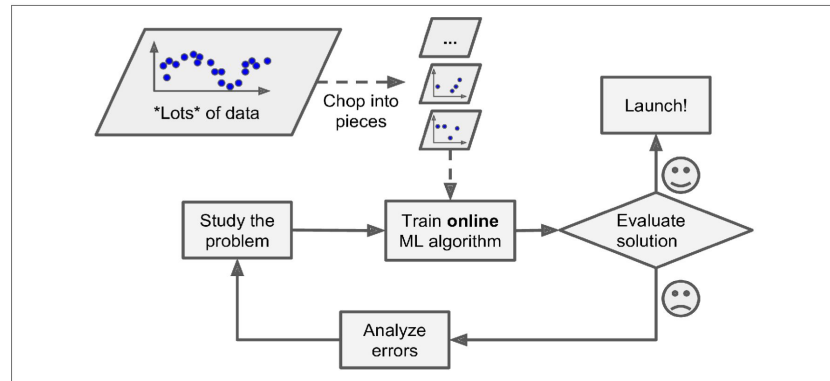 *Lots* of data
Chop into
pieces
...
Launch!
Study the
problem
Train online
ML algorithm
Evaluate
solution
Analyze
errors